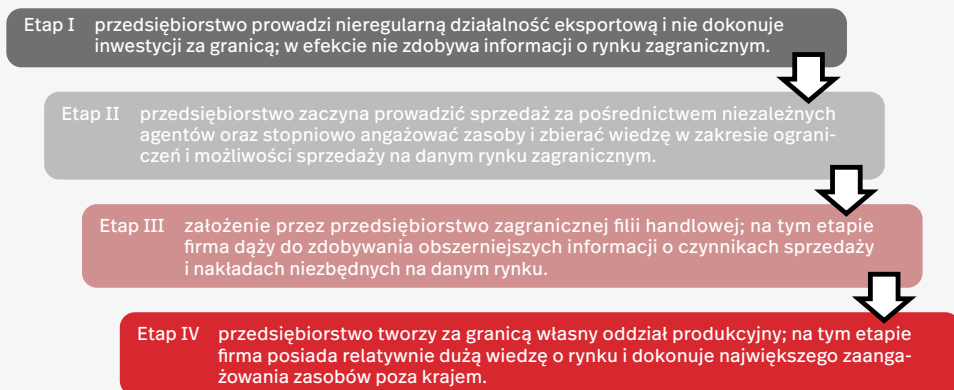 Etap I przedsiębiorstwo prowadzi nieregularną działalność eksportową i nie dokonuje
inwestycji za granicą; w efekcie nie zdobywa informacji o rynku zagranicznym.
Etap II przedsiębiorstwo zaczyna prowadzić sprzedaż za pośrednictwem niezależnych
agentów oraz stopniowo angażować zasoby i zbierać wiedzę w zakresie ograni-
czeń i możliwości sprzedaży na danym rynku zagranicznym.
Etap III założenie przez przedsiębiorstwo zagranicznej filii handlowej; na tym etapie
firma dąży do zdobywania obszerniejszych informacji o czynnikach sprzedaży
i nakładach niezbędnych na danym rynku.
Etap IV przedsiębiorstwo tworzy za granicą własny oddział produkcyjny; na tym etapie
firma posiada relatywnie dużą wiedzę o rynku i dokonuje największego zaanga-
żowania zasobów poza krajem.